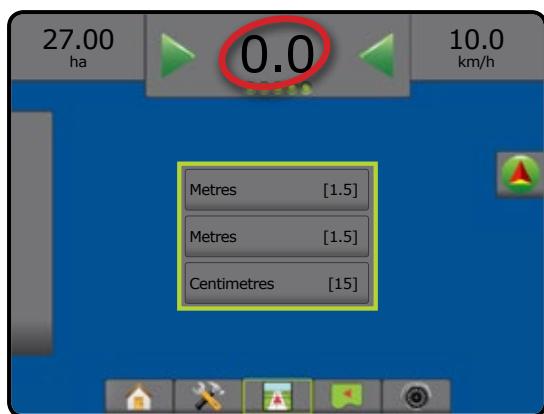 27.00
ha
0.0
10.0
km/h
Metres [1.5]
Metres [1.5]
Centimetres [15]